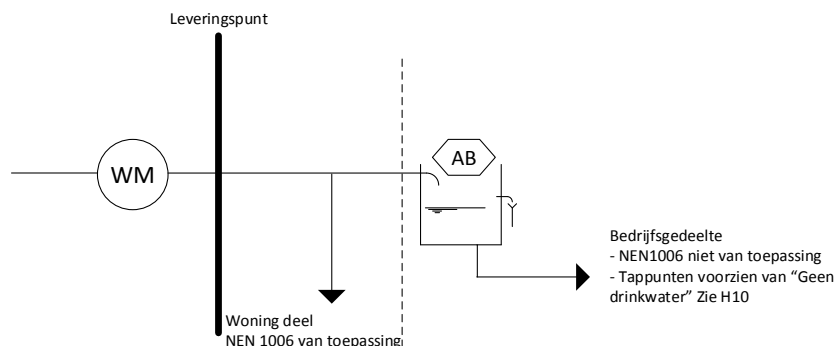 Leveringspunt
WM
AB
Bedrijfsgedeelte
- NEN1006 niet van toepassing
- Tappunten voorzien van “Geen
drinkwater” Zie H10
Woning deel
NEN 1006 van toepassing